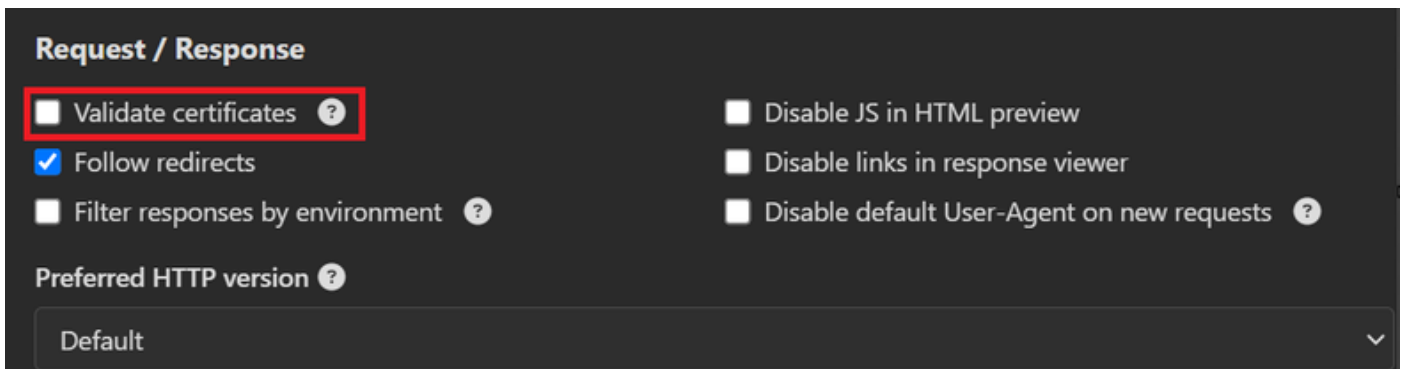 Request / Response
Validate certificates ?
Disable JS in HTML preview
Follow redirects
Disable links in response viewer
Filter responses by environment ?
Disable default User-Agent on new requests ?
Preferred HTTP version ?
Default